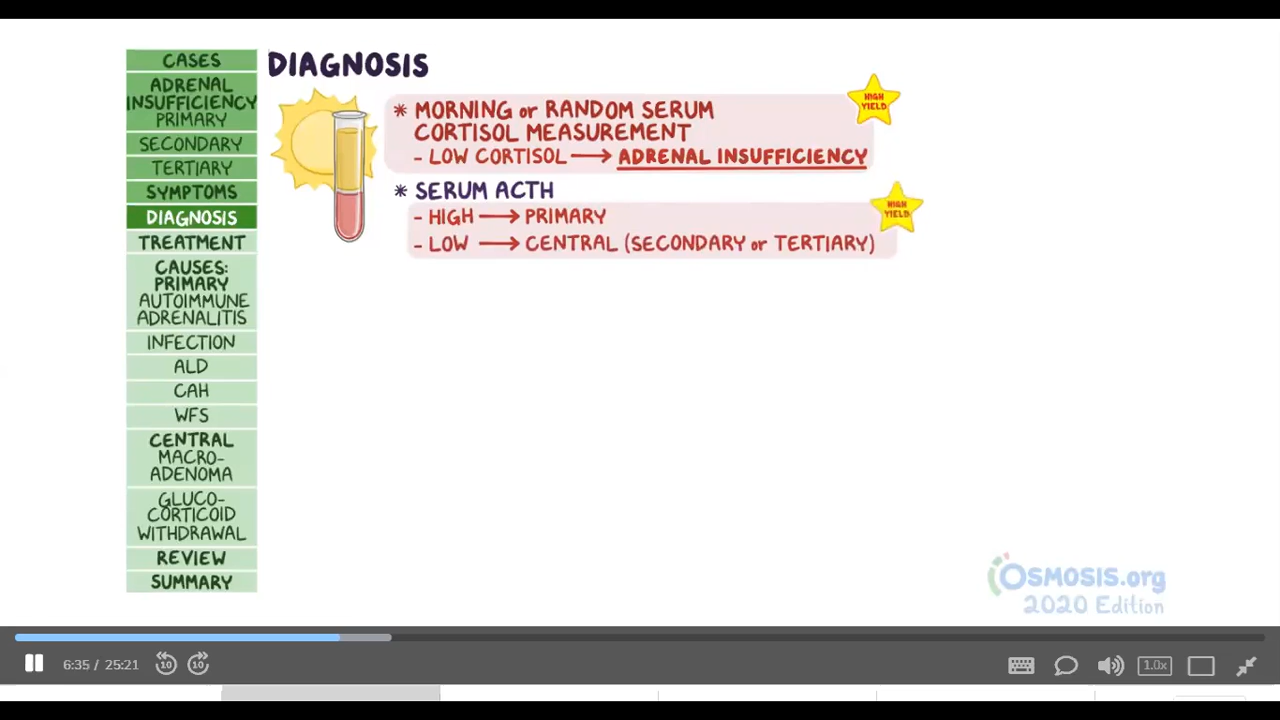 CASES
ADRENAL
INSUFFICIENCY
PRIMARY
SECONDARY
TERTIARY
SYMPTOMS
DIAGNOSIS
TREATMENT
CAUSES:
PRIMARY
AUTOIMMUNE
ADRENALITIS
INFECTION
ALD
CAH
WFS
CENTRAL
MACRO-
ADENOMA
GLUCO-
CORTICOID
WITHDRAWAL
REVIEW
SUMMARY
DIAGNOSIS
* MORNING or RANDOM SERUM
CORTISOL MEASUREMENT
- LOW CORTISOL → ADRENAL INSUFFICIENCY
HIGH
YIELD
* SERUM ACTH
- HIGH → PRIMARY
- LOW → CENTRAL (SECONDARY or TERTIARY)
HIGH
YIELD
OSMOSIS.org
2020 Edition
6:35 / 25:21
10
10
1.0x